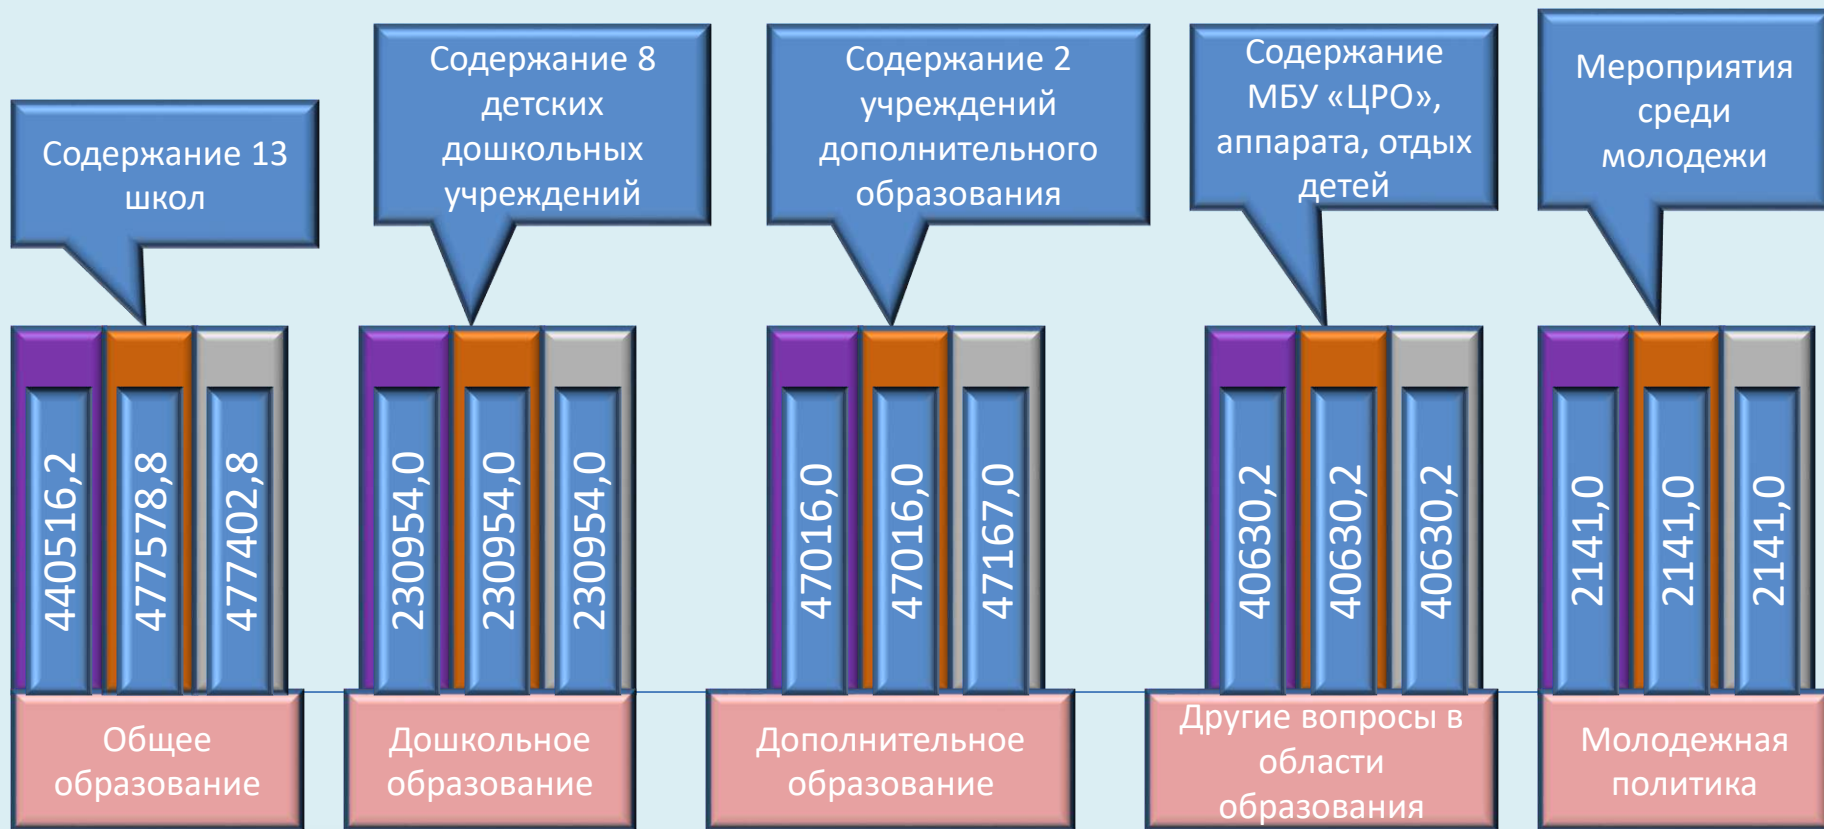 Содержание 13
школ
Содержание 8
детских
дошкольных
учреждений
Содержание 2
учреждений
дополнительного
образования
Содержание
МБУ «ЦРО»,
аппарата, отдых
детей
Мероприятия
среди
молодежи
440516,2
477578,8
477402,8
230954,0
230954,0
230954,0
47016,0
47016,0
47167,0
40630,2
40630,2
40630,2
2141,0
2141,0
2141,0
Общее
образование
Дошкольное
образование
Дополнительное
образование
Другие вопросы в
области
образования
Молодежная
политика